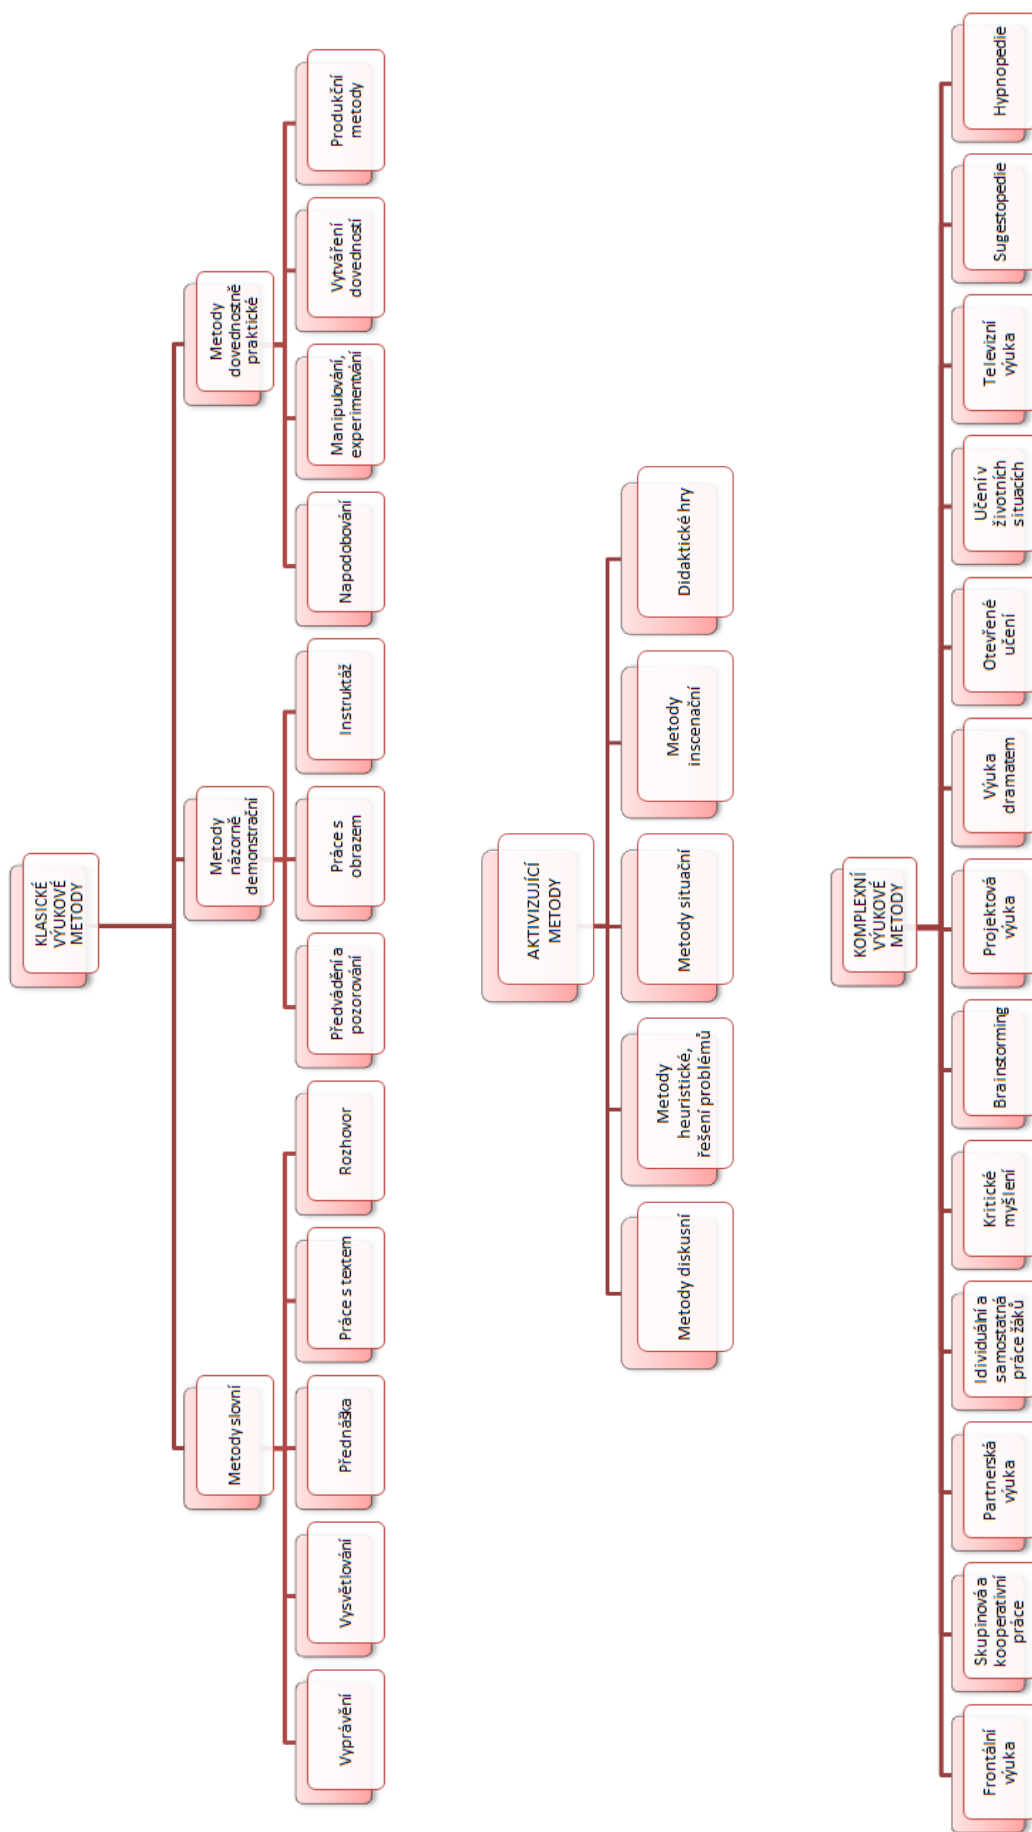 KLASICKÉ
VÝUKOVÉ
METODY
Metody slovní
Metody
názorně
demonstrační
Metody
dovednostně
praktické
Vyprávění
Vysvětlování
Přednáška
Práce s textem
Rozhovor
Předvádění a
pozorování
Práce s
obrazem
Instruktáž
Napodobování
Manipulování,
experimentvání
Vytváření
dovedností
Produkční
metody
AKTIVIZUJÍCÍ
METODY
Metody diskusní
Metody
heuristické,
řešení problémů
Metody situační
Metody
inscenační
Didaktické hry
KOMPLEXNÍ
VÝUKOVÉ
METODY
Frontální
výuka
Skupinová a
kooperativní
práce
Partnerská
výuka
Idividuální a
samostatná
práce žáků
Kritické
myšlení
Brainstorming
Projektová
výuka
Výuka
dramatem
Otevřené
učení
Učení v
životních
situacích
Televizní
výuka
Sugestopedie
Hypnopedie